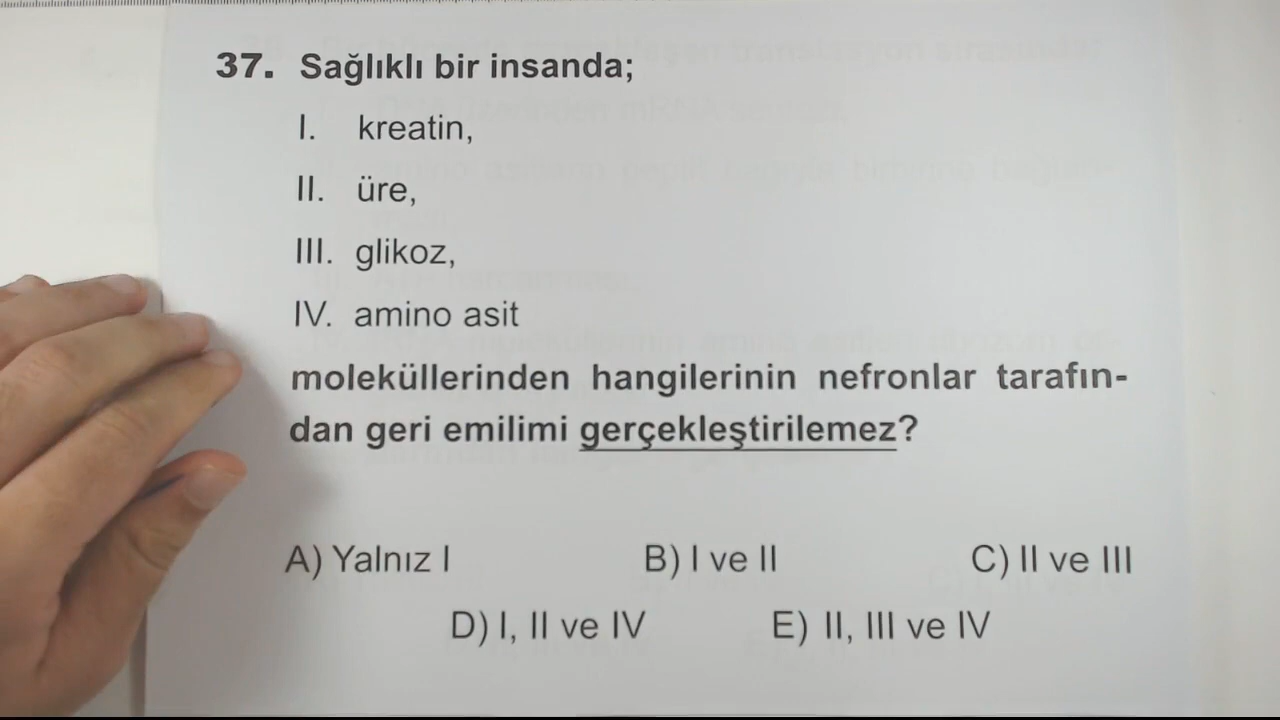 37. Sağlıklı bir insanda;
I. kreatin,
II. üre,
III. glikoz,
IV. amino asit
moleküllerinden hangilerinin nefronlar tarafın-
dan geri emilimi gerçekleştirilemez?
A) Yalnız I B) I ve II C) II ve III
D) I, II ve IV E) II, III ve IV